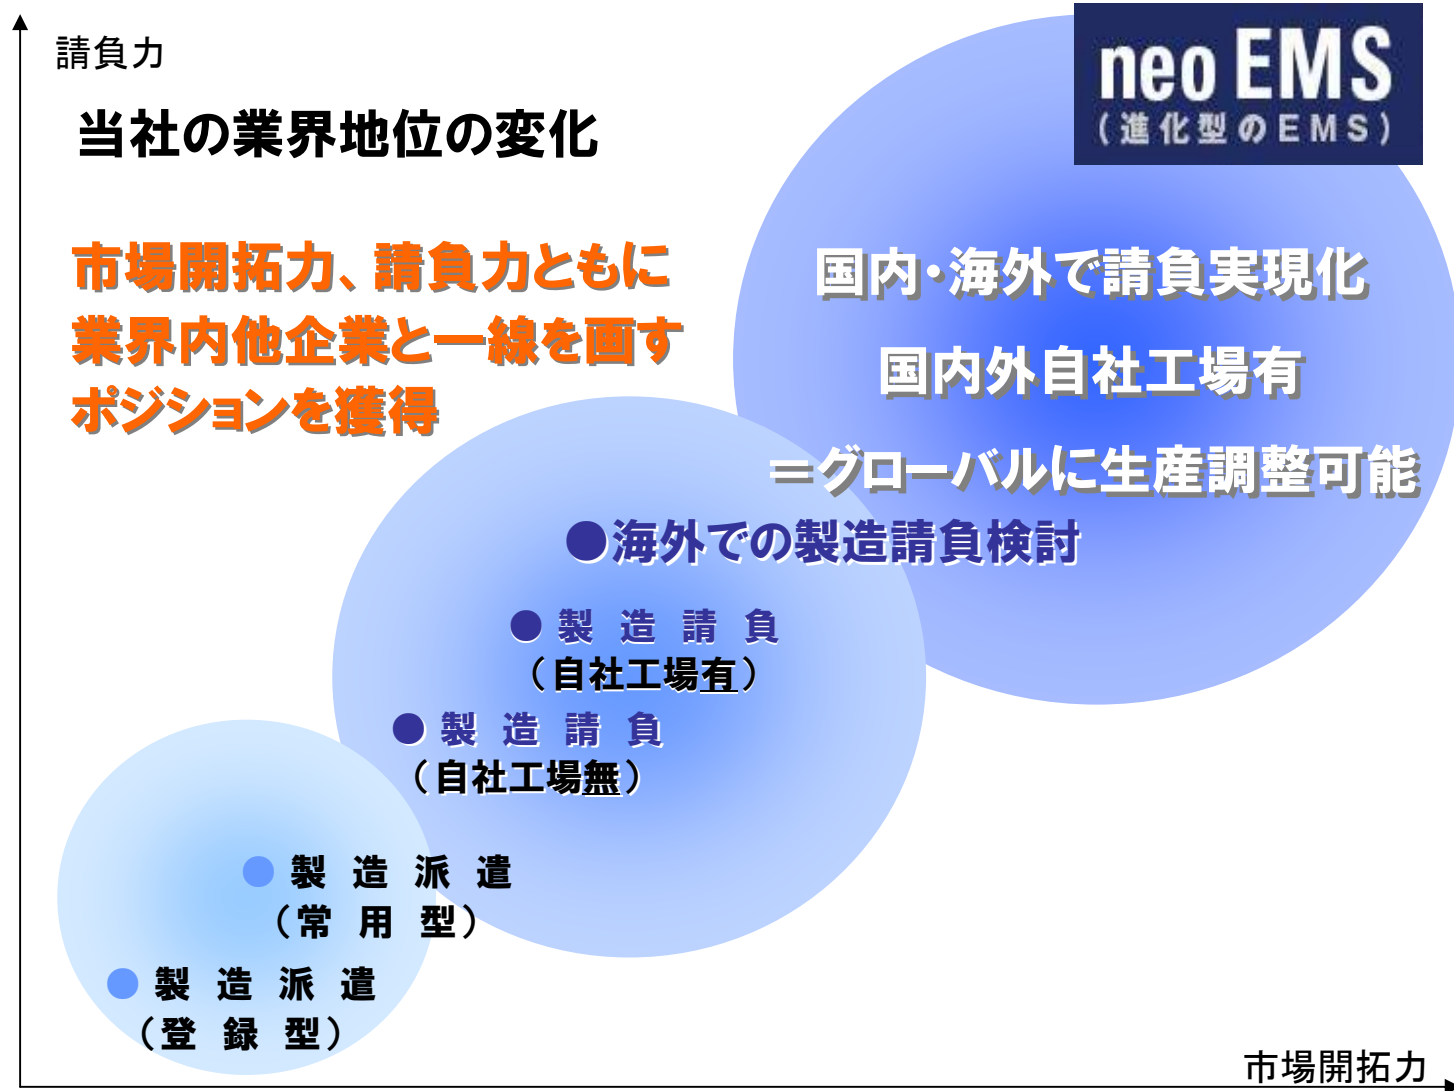 請負力
当社の業界地位の変化
neo EMS
(進化型のEMS)
市場開拓力、請負力ともに
業界内他企業と一線を画す
ポジションを獲得
国内・海外で請負実現化
国内外自社工場有
＝グローバルに生産調整可能
●海外での製造請負検討
●製造請負
（自社工場有）
●製造請負
（自社工場無）
●製造派遣
（常用型）
●製造派遣
（登録型）
市場開拓力